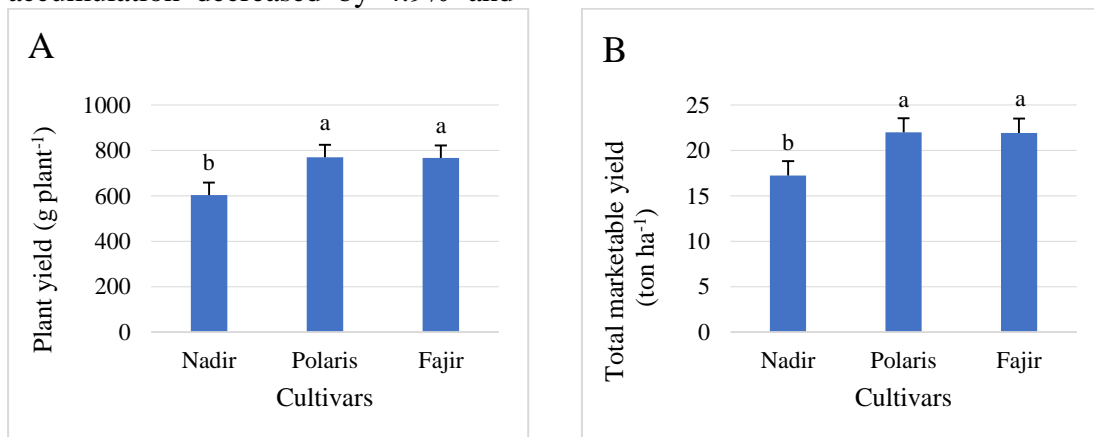 A
Plant yield (g plant⁻¹)
1000
800
600
400
200
0
b
a
a
Nadir
Polaris
Fajir
Cultivars
B
Total marketable yield
(ton ha⁻¹)
25
20
15
10
5
0
b
a
a
Nadir
Polaris
Fajir
Cultivars